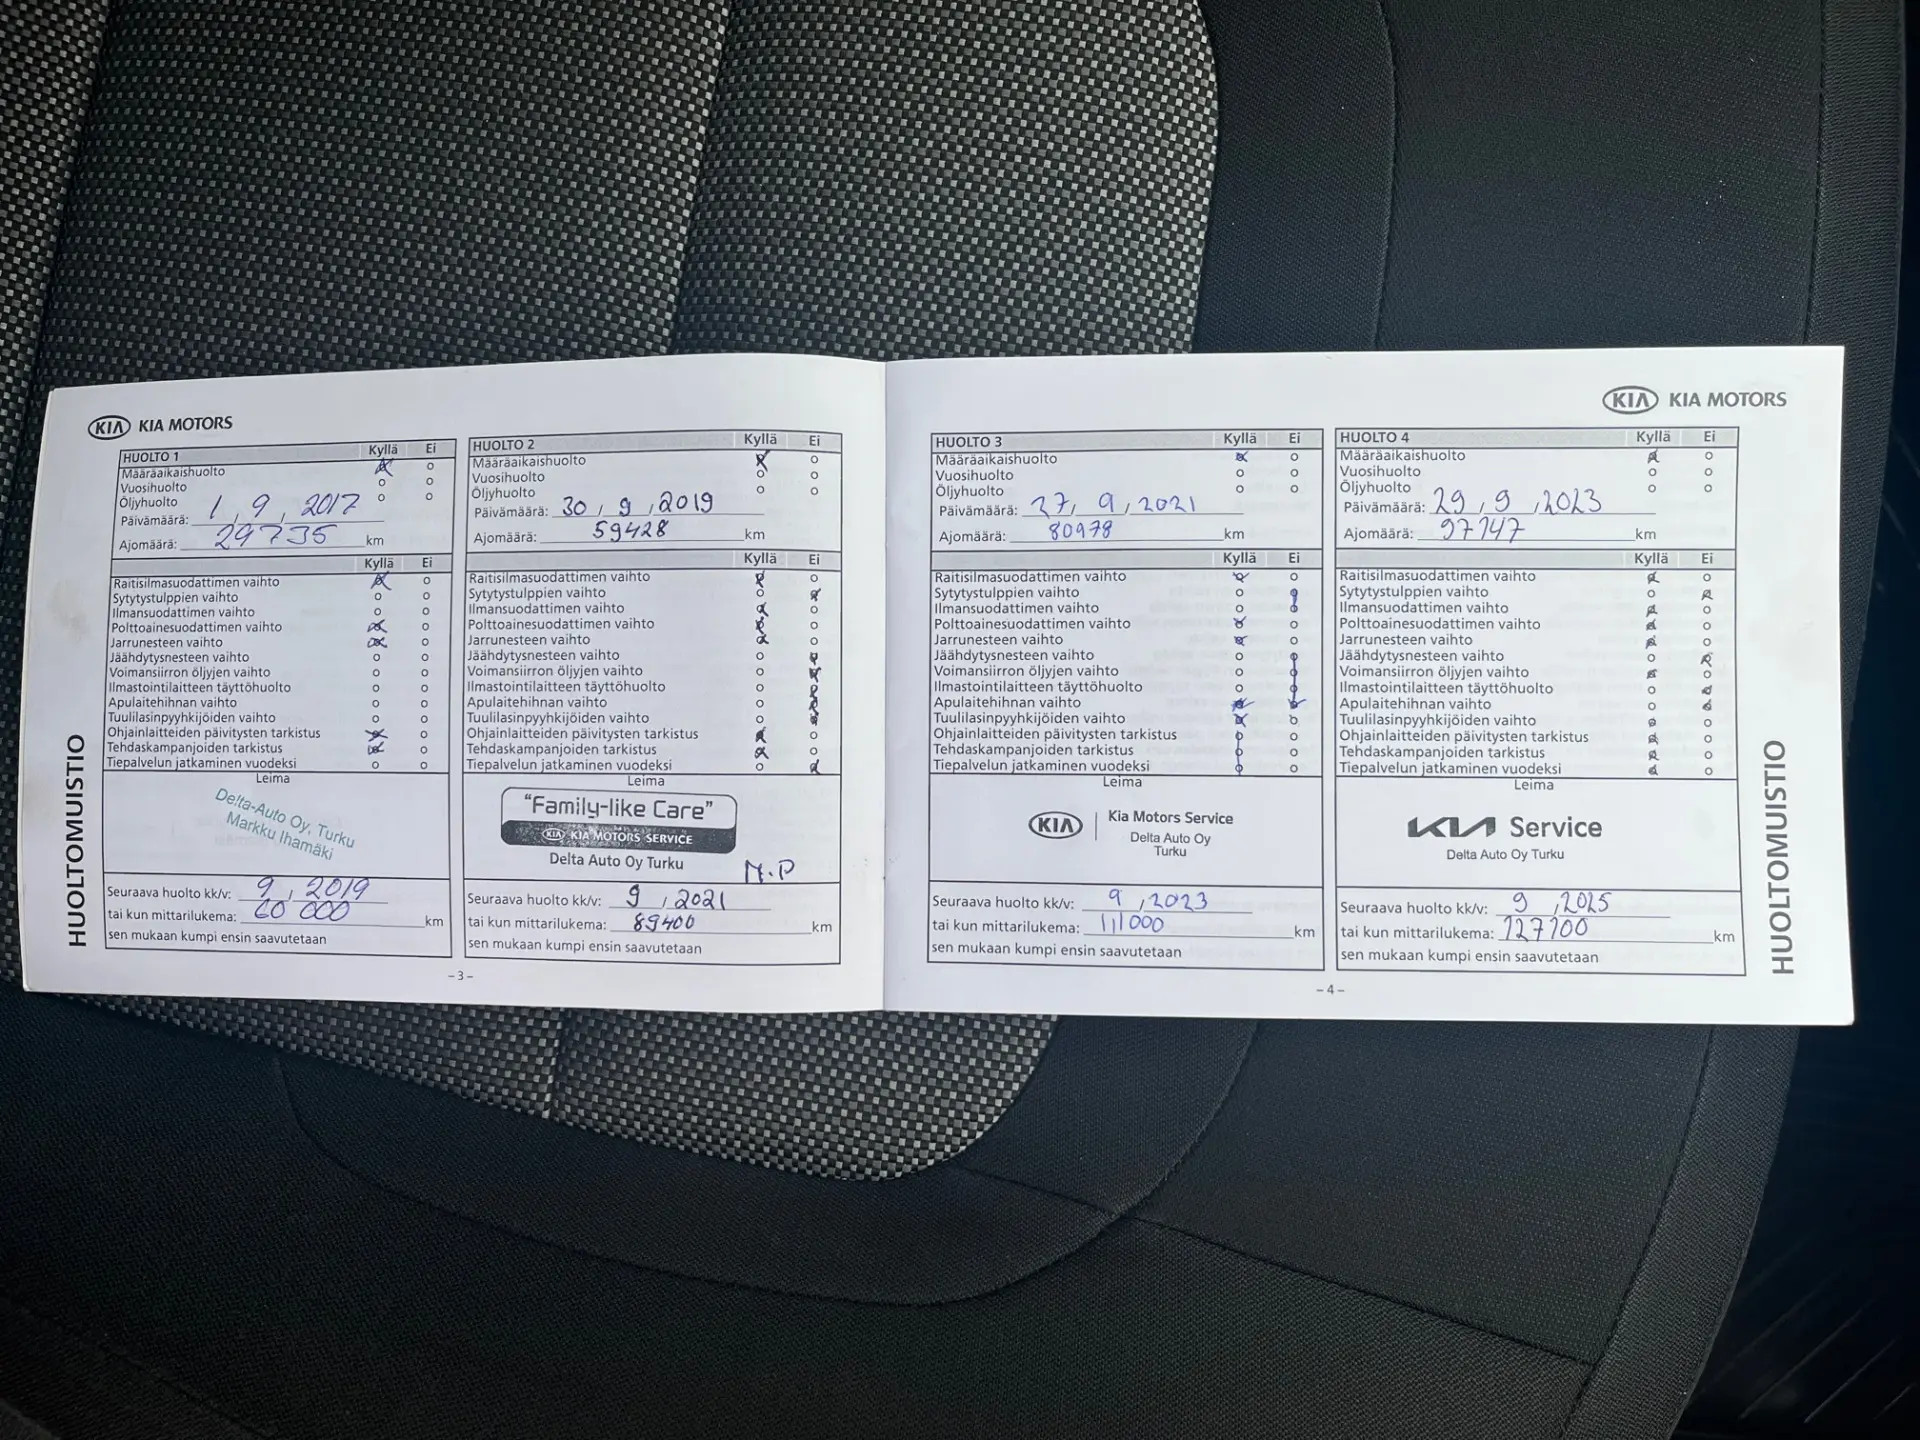 KIA KIA MOTORS
HUOLTOMUISTIO
HUOLTO 1 Kyllä Ei
Määräaikaishuolto
Vuosihuolto
Öljyhuolto
Päivämäärä: 1, 9, 2017
Ajomäärä: 29735 km
Kyllä Ei
Raitisilmasuodattimen vaihto
Sytytystulppien vaihto
Ilmansuodattimen vaihto
Polttoainesuodattimen vaihto
Jarrunesteen vaihto
Jäähdytysnesteen vaihto
Voimansiirron öljyjen vaihto
Ilmastointilaitteen täyttöhuolto
Apulaitehihnan vaihto
Tuulilasinpyyhkijöiden vaihto
Ohjainlaitteiden päivitysten tarkistus
Tehdaskampanjoiden tarkistus
Tiepalvelun jatkaminen vuodeksi
Leima
Delta-Auto Oy, Turku
Markku Ihamäki
Seuraava huolto kk/v: 9, 2019
tai kun mittarilukema: 60 000 km
sen mukaan kumpi ensin saavutetaan
HUOLTO 2 Kyllä Ei
Määräaikaishuolto
Vuosihuolto
Öljyhuolto
Päivämäärä: 30, 9, 2019
Ajomäärä: 59428 km
Kyllä Ei
Raitisilmasuodattimen vaihto
Sytytystulppien vaihto
Ilmansuodattimen vaihto
Polttoainesuodattimen vaihto
Jarrunesteen vaihto
Jäähdytysnesteen vaihto
Voimansiirron öljyjen vaihto
Ilmastointilaitteen täyttöhuolto
Apulaitehihnan vaihto
Tuulilasinpyyhkijöiden vaihto
Ohjainlaitteiden päivitysten tarkistus
Tehdaskampanjoiden tarkistus
Tiepalvelun jatkaminen vuodeksi
Leima
"Family-like Care"
KIA KIA MOTORS SERVICE
Delta Auto Oy Turku
M.P
Seuraava huolto kk/v: 9, 2021
tai kun mittarilukema: 89400 km
sen mukaan kumpi ensin saavutetaan
- 3 -
KIA KIA MOTORS
HUOLTO 3 Kyllä Ei
Määräaikaishuolto
Vuosihuolto
Öljyhuolto
Päivämäärä: 27, 9, 2021
Ajomäärä: 80978 km
Kyllä Ei
Raitisilmasuodattimen vaihto
Sytytystulppien vaihto
Ilmansuodattimen vaihto
Polttoainesuodattimen vaihto
Jarrunesteen vaihto
Jäähdytysnesteen vaihto
Voimansiirron öljyjen vaihto
Ilmastointilaitteen täyttöhuolto
Apulaitehihnan vaihto
Tuulilasinpyyhkijöiden vaihto
Ohjainlaitteiden päivitysten tarkistus
Tehdaskampanjoiden tarkistus
Tiepalvelun jatkaminen vuodeksi
Leima
KIA Kia Motors Service
Delta Auto Oy
Turku
Seuraava huolto kk/v: 9, 2023
tai kun mittarilukema: 111000 km
sen mukaan kumpi ensin saavutetaan
HUOLTO 4 Kyllä Ei
Määräaikaishuolto
Vuosihuolto
Öljyhuolto
Päivämäärä: 29, 9, 2023
Ajomäärä: 97147 km
Kyllä Ei
Raitisilmasuodattimen vaihto
Sytytystulppien vaihto
Ilmansuodattimen vaihto
Polttoainesuodattimen vaihto
Jarrunesteen vaihto
Jäähdytysnesteen vaihto
Voimansiirron öljyjen vaihto
Ilmastointilaitteen täyttöhuolto
Apulaitehihnan vaihto
Tuulilasinpyyhkijöiden vaihto
Ohjainlaitteiden päivitysten tarkistus
Tehdaskampanjoiden tarkistus
Tiepalvelun jatkaminen vuodeksi
Leima
KIA Service
Delta Auto Oy Turku
Seuraava huolto kk/v: 9, 2025
tai kun mittarilukema: 127100 km
sen mukaan kumpi ensin saavutetaan
HUOLTOMUISTIO
- 4 -